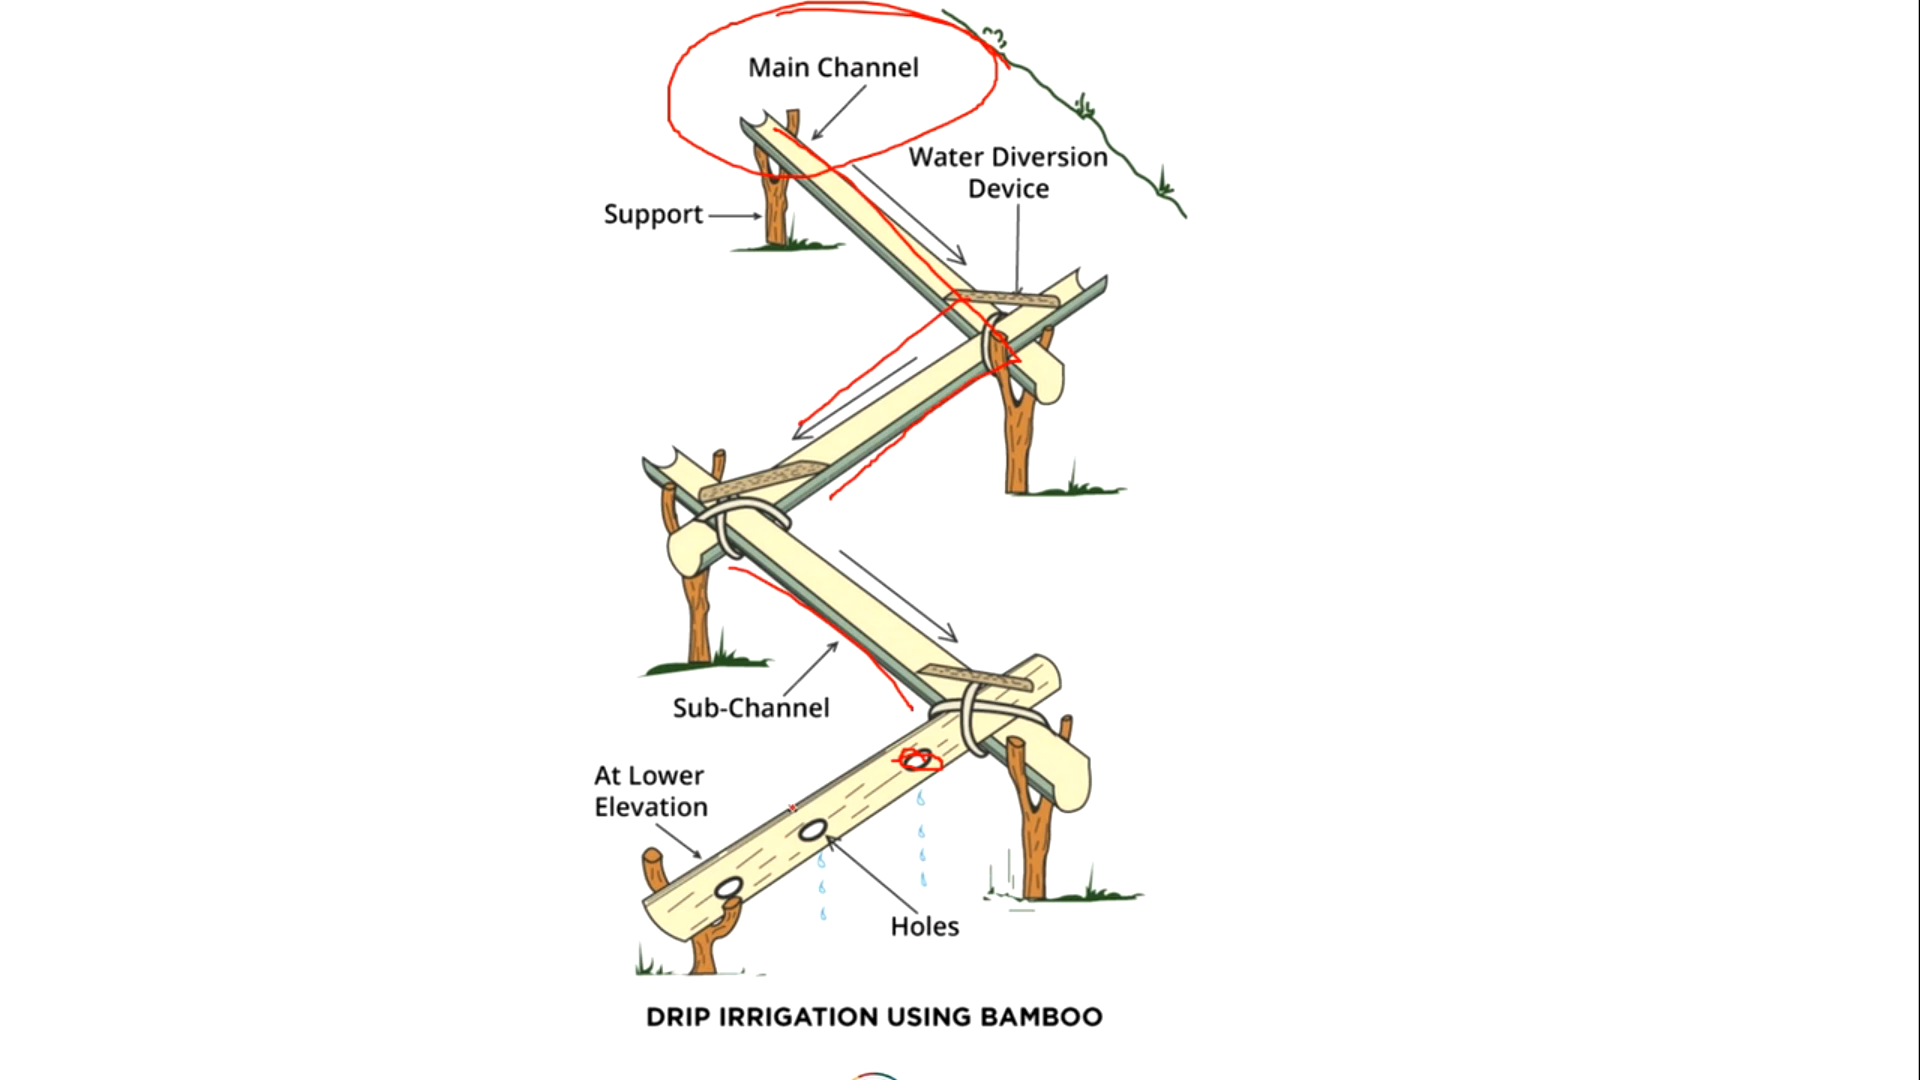 Main Channel
Water Diversion
Device
Support
Sub-Channel
At Lower
Elevation
Holes
DRIP IRRIGATION USING BAMBOO